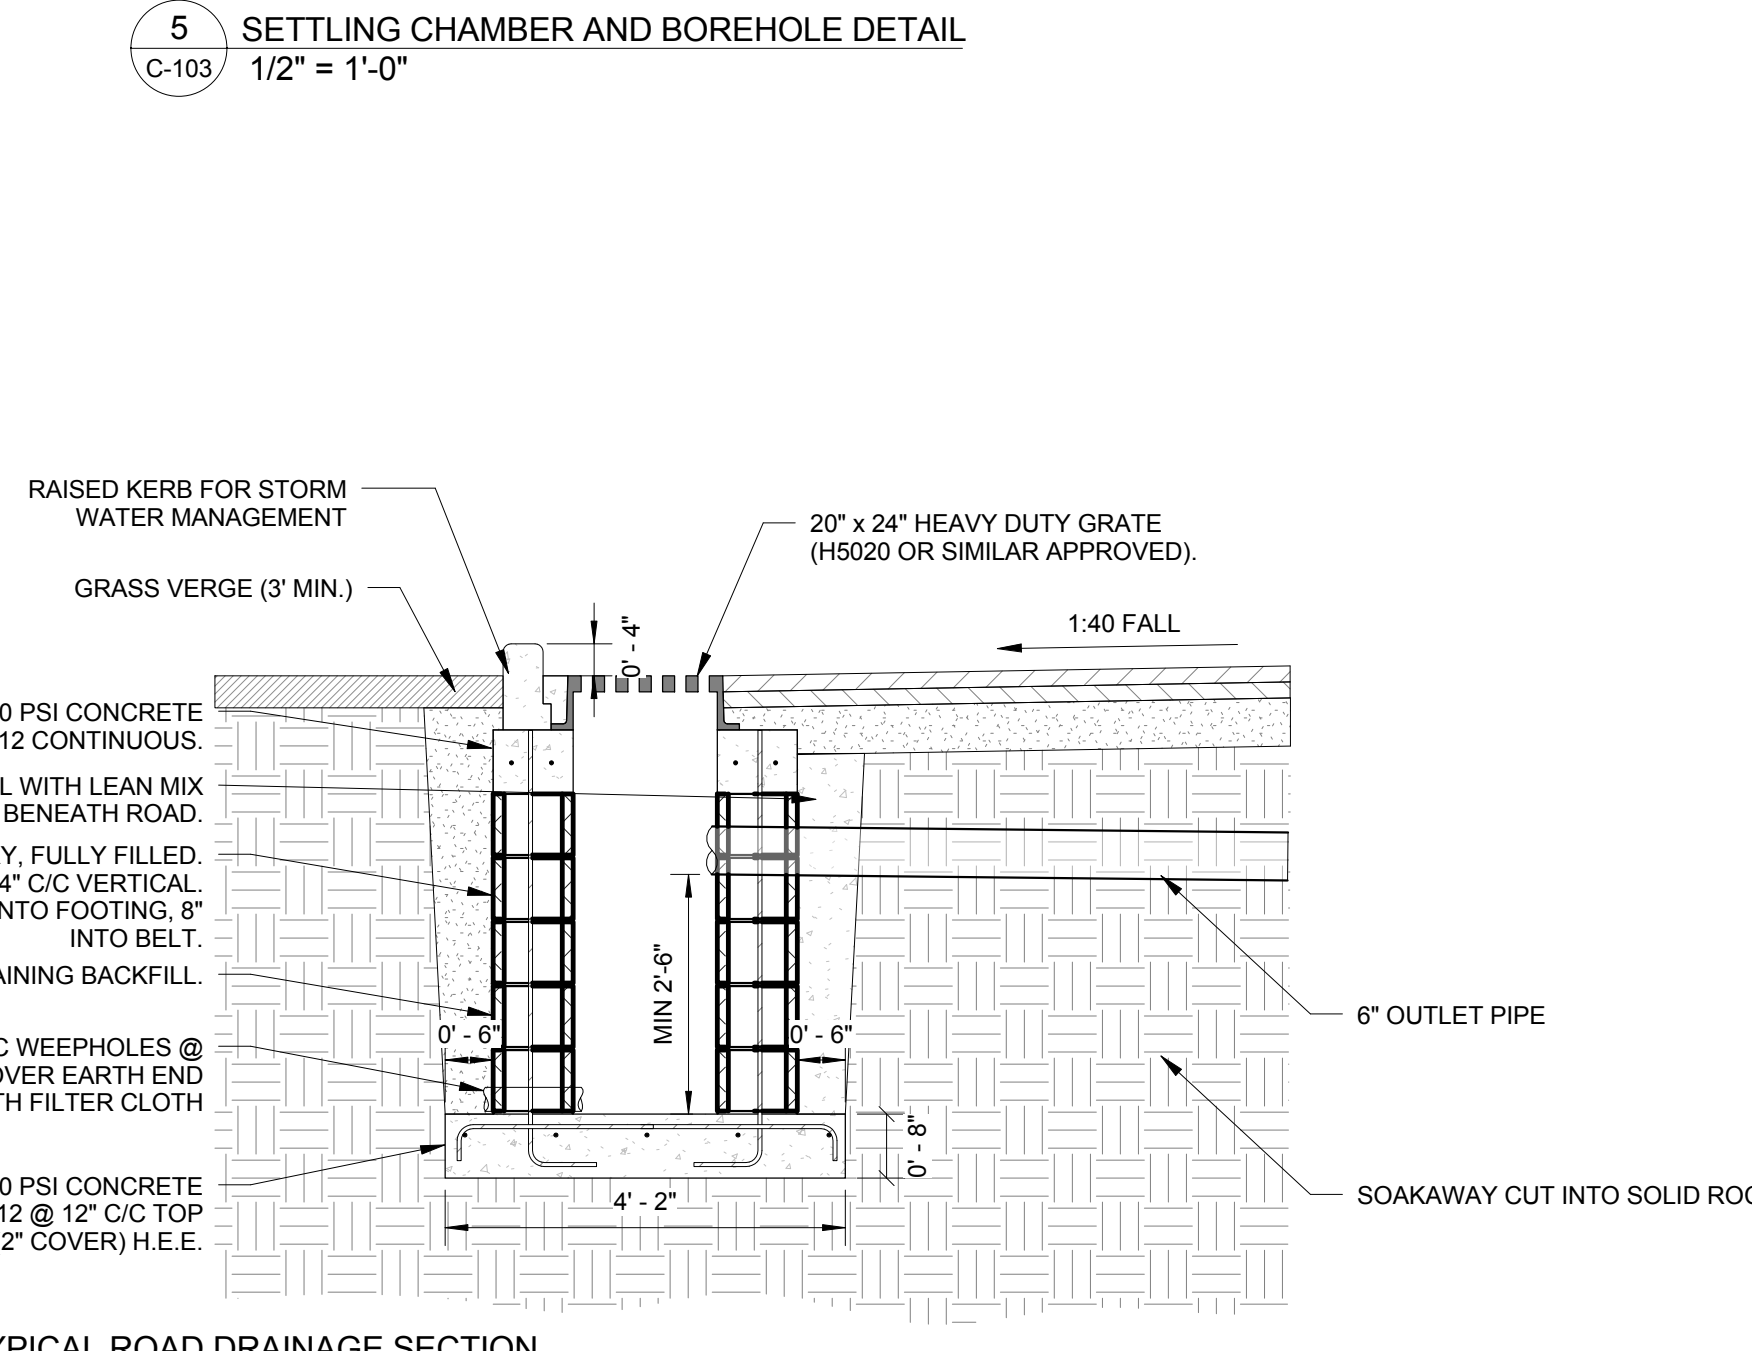 5
C-103
SETTLING CHAMBER AND BOREHOLE DETAIL
1/2" = 1'-0"
RAISED KERB FOR STORM
WATER MANAGEMENT
GRASS VERGE (3' MIN.)
20" x 24" HEAVY DUTY GRATE
(H5020 OR SIMILAR APPROVED).
1:40 FALL
0' - 4"
0 PSI CONCRETE
12 CONTINUOUS.
L WITH LEAN MIX
BENEATH ROAD.
Y, FULLY FILLED.
4" C/C VERTICAL.
NTO FOOTING, 8"
INTO BELT.
AINING BACKFILL.
C WEEPHOLES @
OVER EARTH END
TH FILTER CLOTH
0 PSI CONCRETE
12 @ 12" C/C TOP
2" COVER) H.E.E.
0' - 6"
MIN 2'-6"
0' - 6"
0' - 8"
4' - 2"
6" OUTLET PIPE
SOAKAWAY CUT INTO SOLID ROC
YPICAL ROAD DRAINAGE SECTION